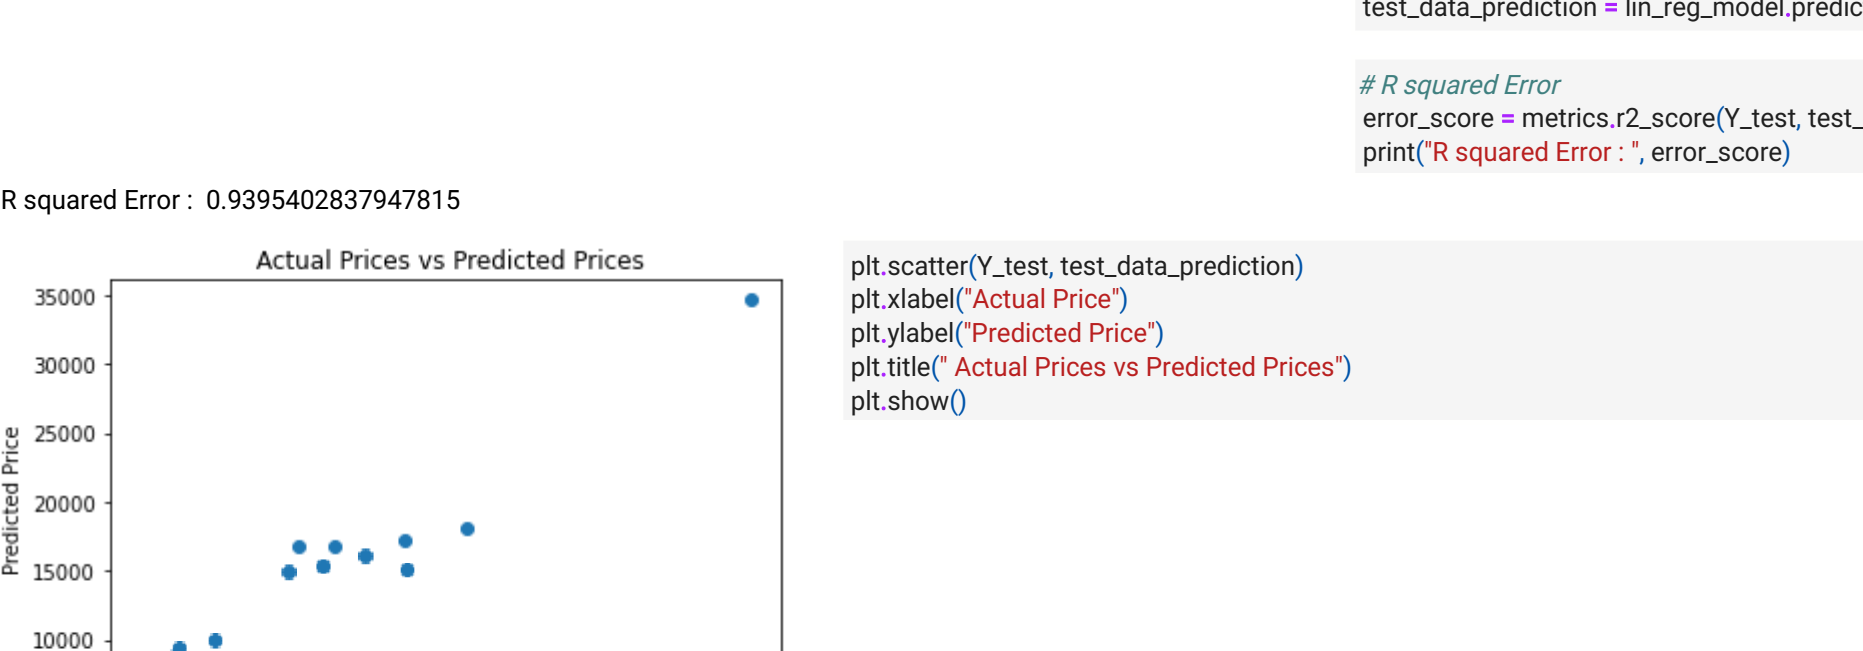 test_data_prediction = lin_reg_model.predic
# R squared Error
error_score = metrics.r2_score(Y_test, test_
print("R squared Error : ", error_score)
R squared Error :  0.9395402837947815
Actual Prices vs Predicted Prices
35000
30000
25000
20000
15000
10000
Predicted Price
plt.scatter(Y_test, test_data_prediction)
plt.xlabel("Actual Price")
plt.ylabel("Predicted Price")
plt.title(" Actual Prices vs Predicted Prices")
plt.show()